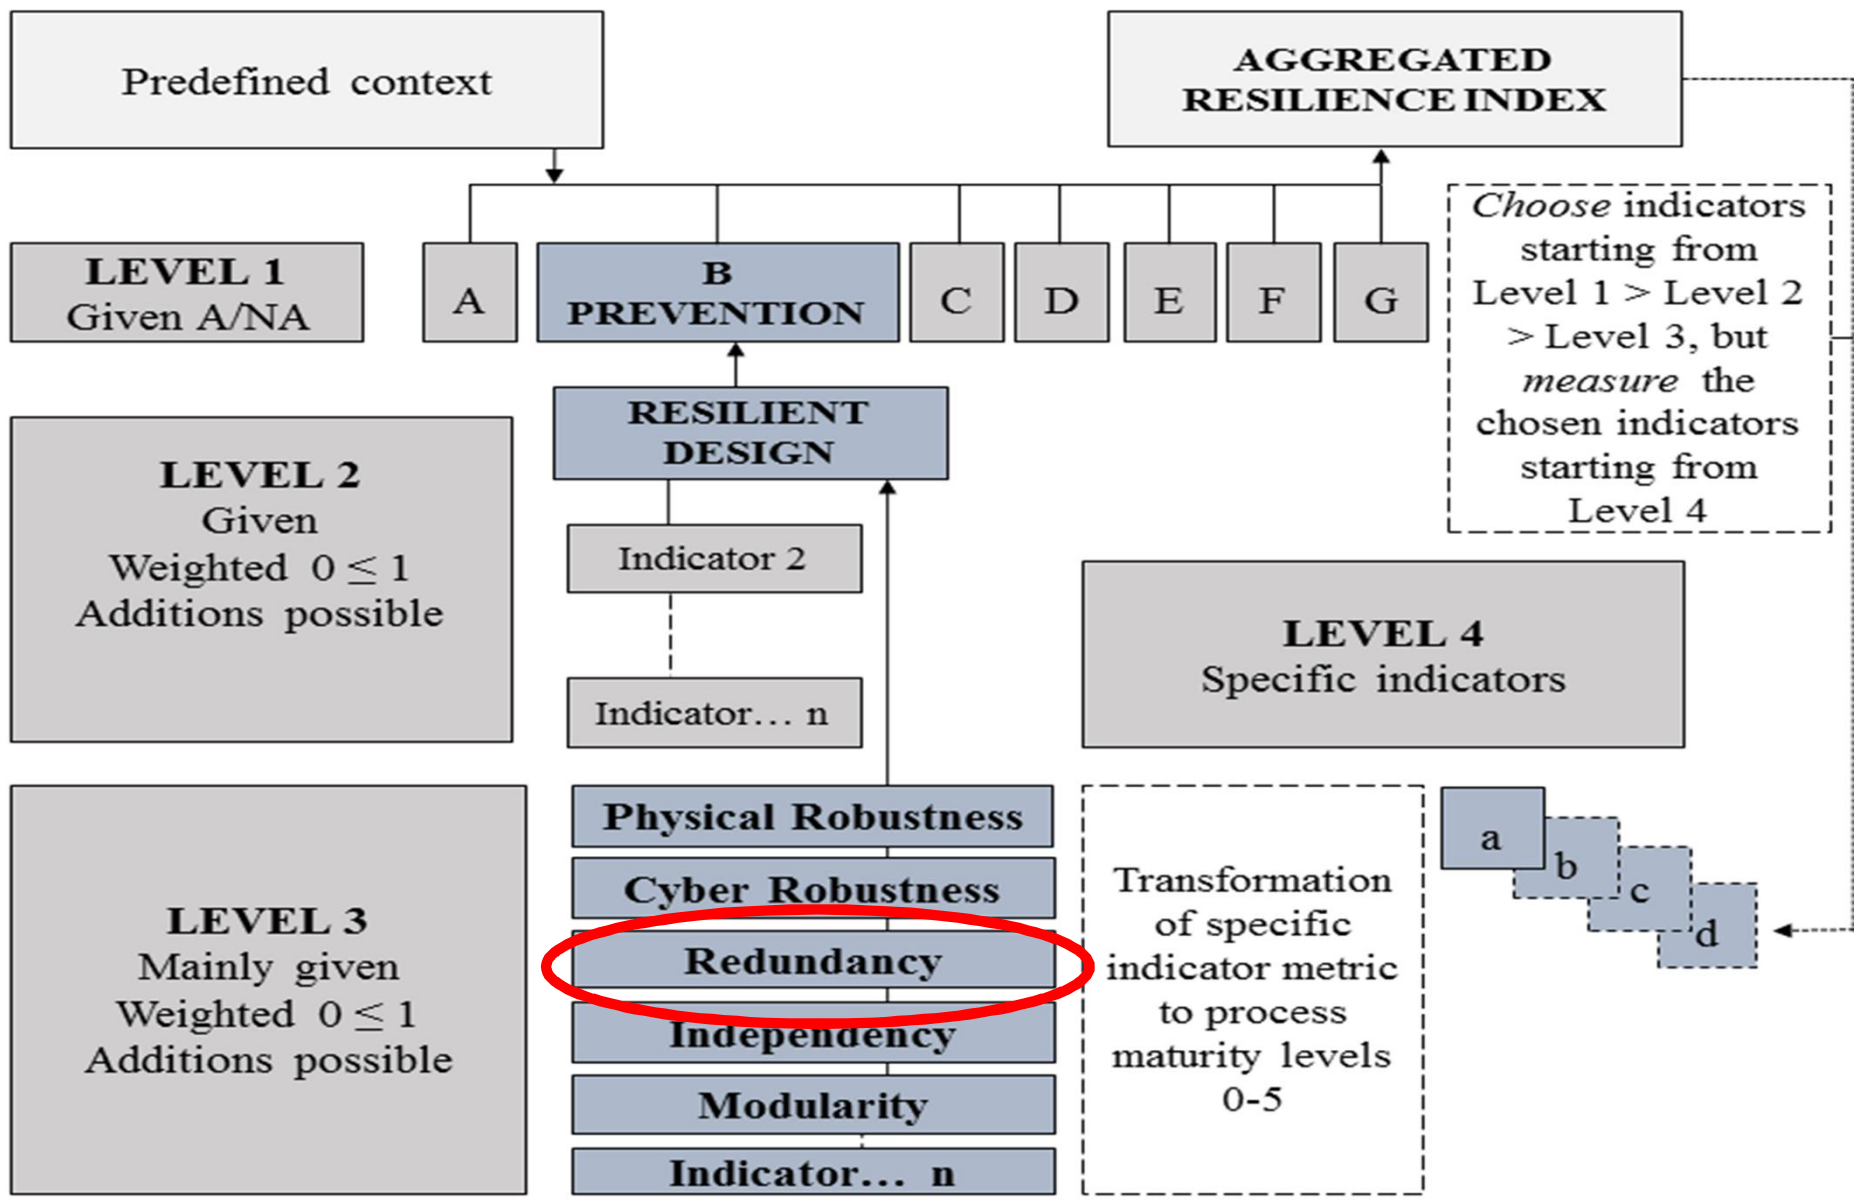 Predefined context
AGGREGATED
RESILIENCE INDEX
Choose indicators
starting from
Level 1 > Level 2
> Level 3, but
measure the
chosen indicators
starting from
Level 4
LEVEL 1
Given A/NA
A
B
PREVENTION
C
D
E
F
G
RESILIENT
DESIGN
LEVEL 2
Given
Weighted 0 ≤ 1
Additions possible
Indicator 2
Indicator... n
LEVEL 4
Specific indicators
LEVEL 3
Mainly given
Weighted 0 ≤ 1
Additions possible
Physical Robustness
Cyber Robustness
Redundancy
Independency
Modularity
Indicator... n
Transformation
of specific
indicator metric
to process
maturity levels
0-5
a
b
c
d